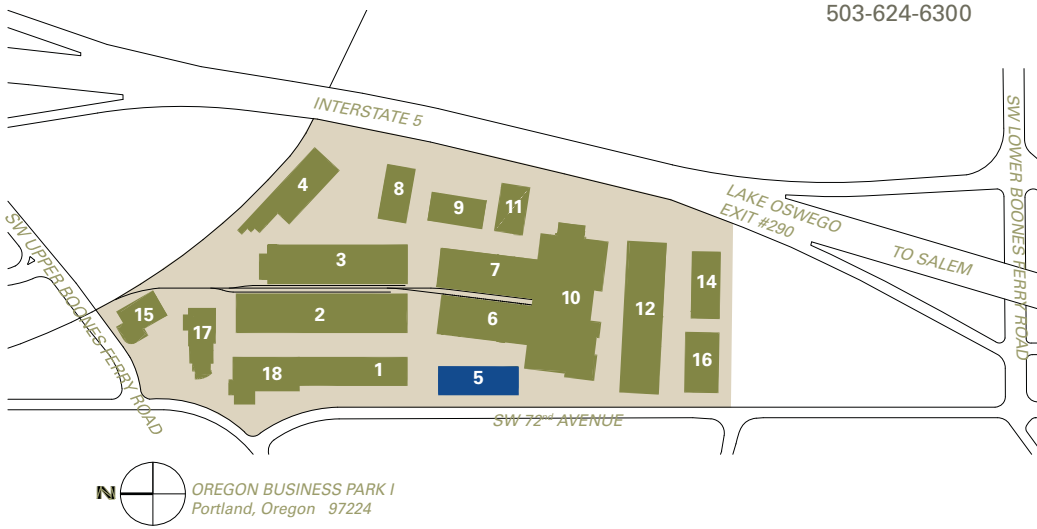 503-624-6300
INTERSTATE 5
LAKE OSWEGO
EXIT #290
TO SALEM
SW LOWER BOONES FERRY ROAD
SW UPPER BOONES FERRY ROAD
4
8
9
11
3
7
10
12
14
15
17
2
6
16
18
1
5
SW 72nd AVENUE
N
OREGON BUSINESS PARK I
Portland, Oregon 97224